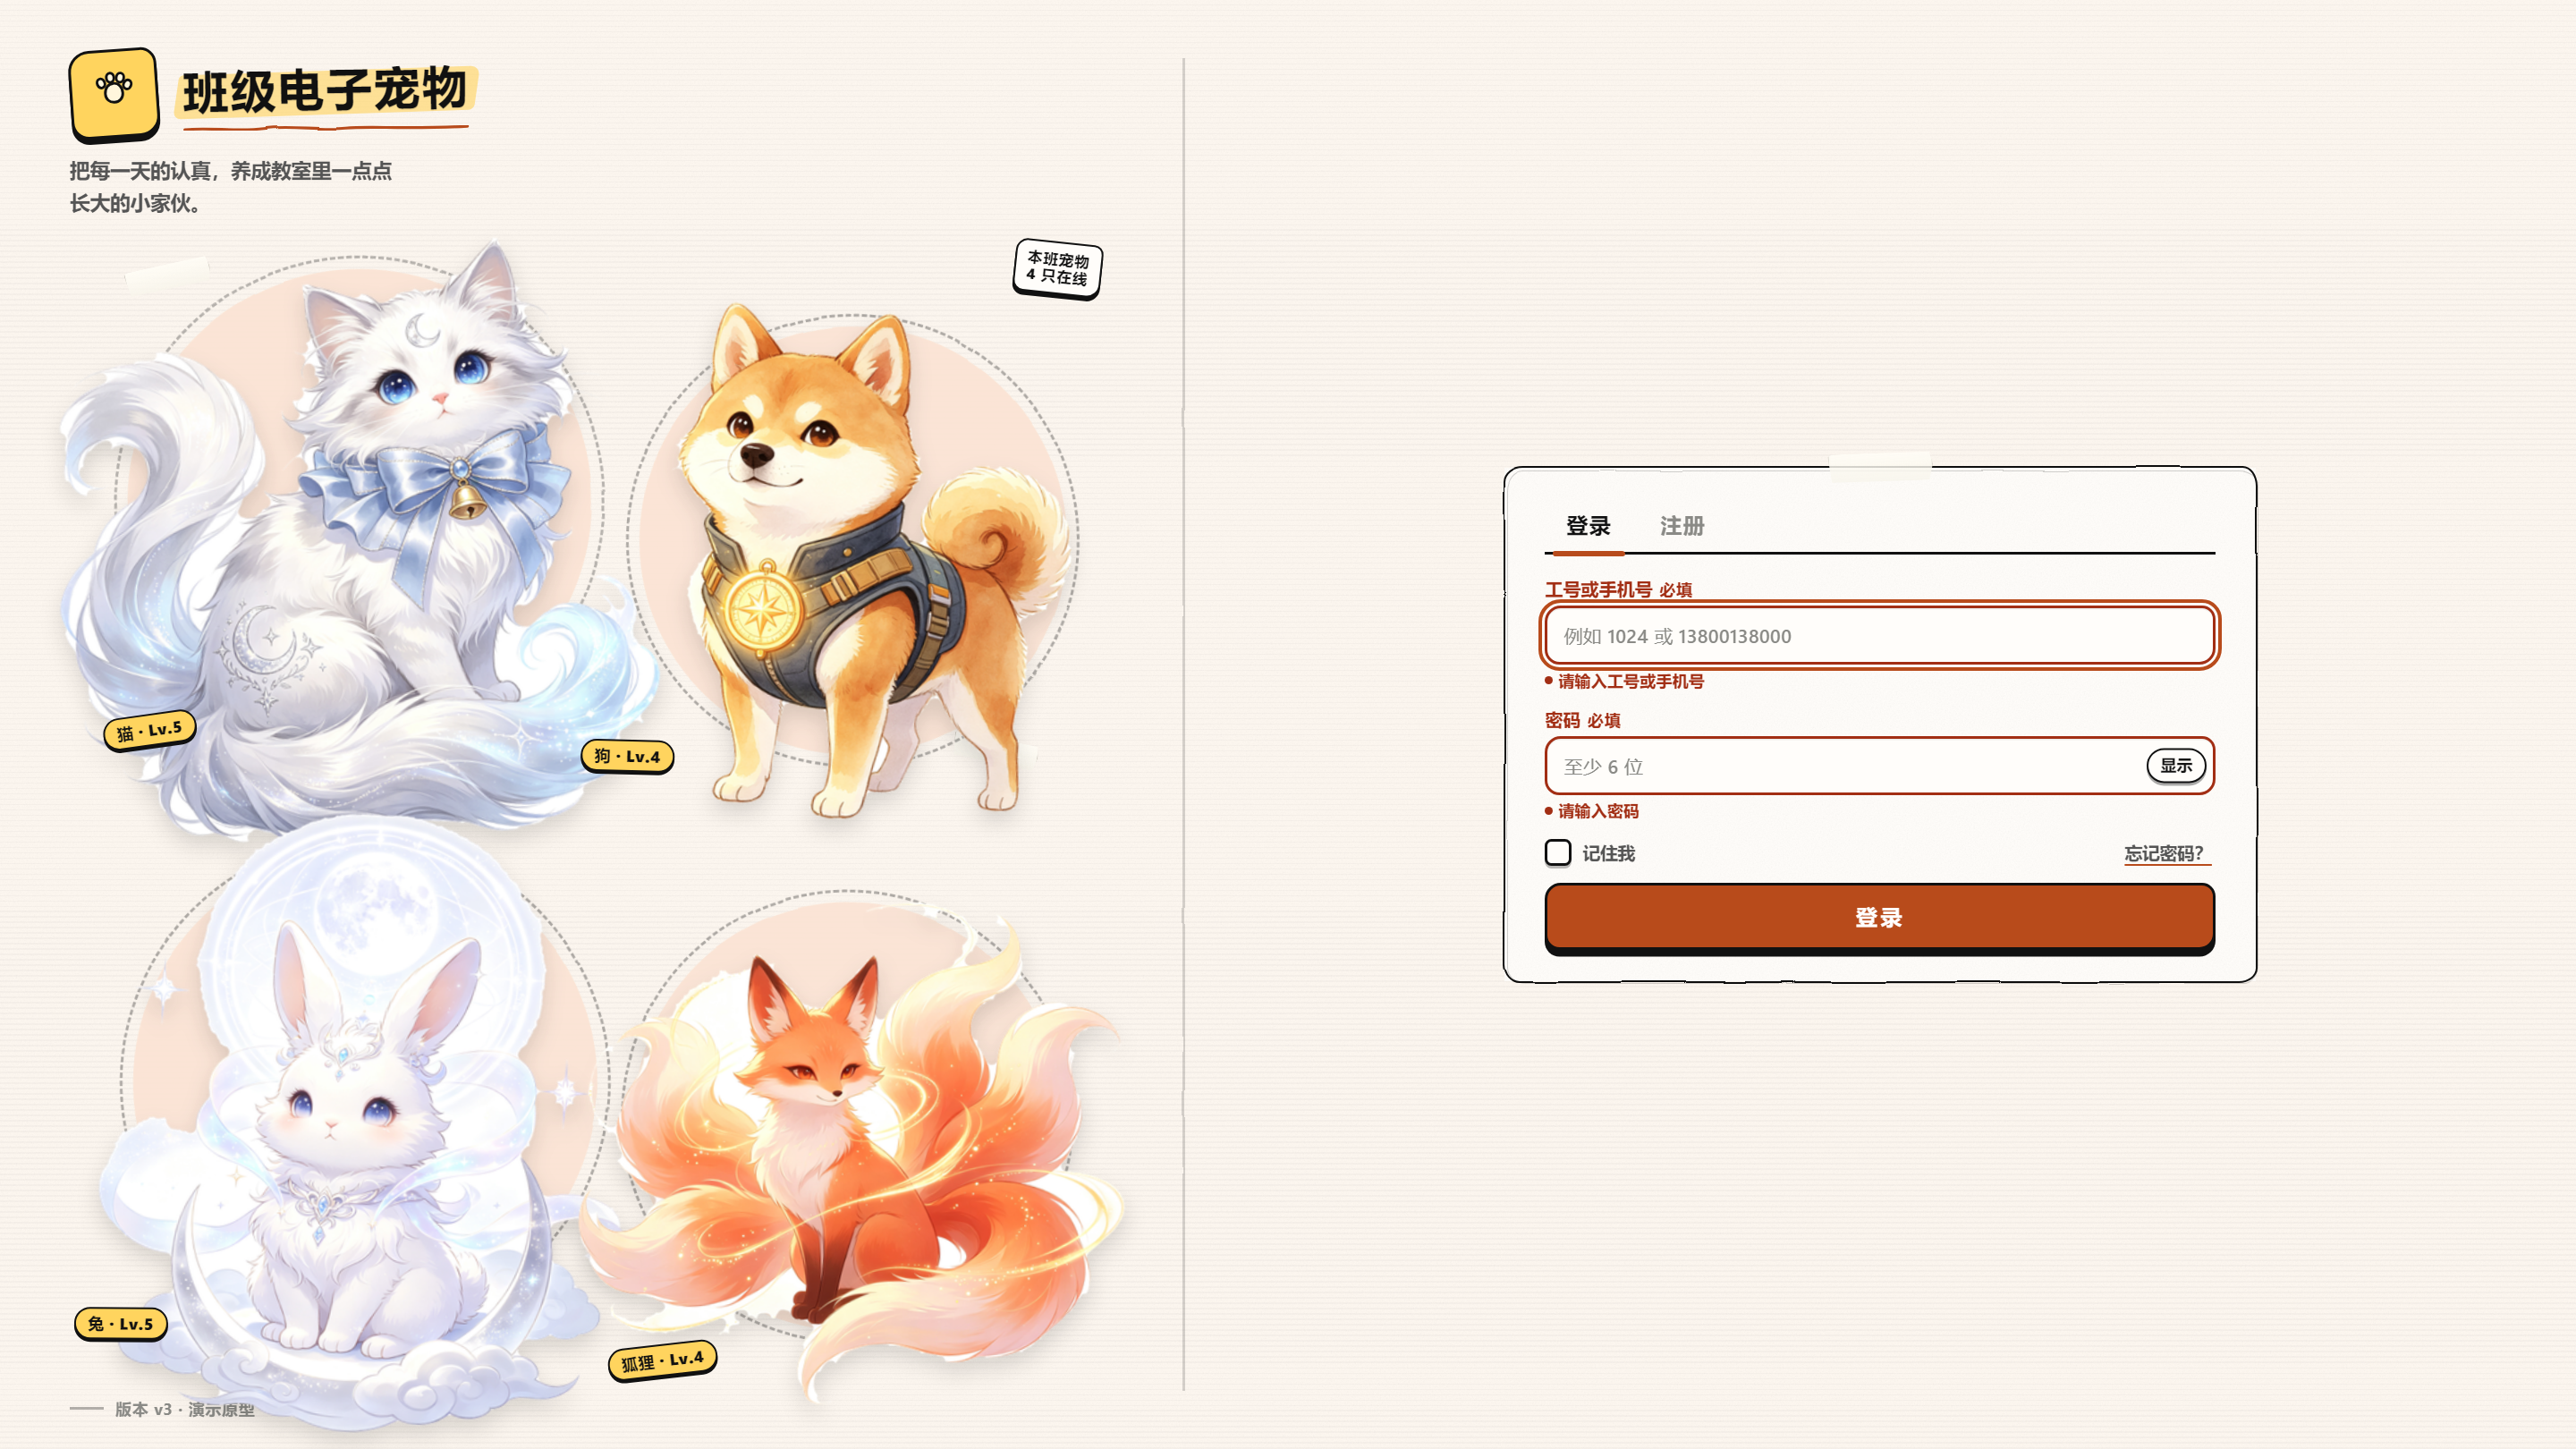 班级电子宠物
把每一天的认真，养成教室里一点点
长大的小家伙。
本班宠物
4 只在线
猫 · Lv.5
狗 · Lv.4
兔 · Lv.5
狐狸 · Lv.4
版本 v3 · 演示原型
登录 注册
工号或手机号 必填
例如 1024 或 13800138000
请输入工号或手机号
密码 必填
至少 6 位
显示
请输入密码
记住我
忘记密码?
登录